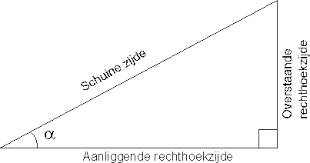 Schuine zijde
Overstaande
rechthoekzijde
α
Aanliggende rechthoekzijde